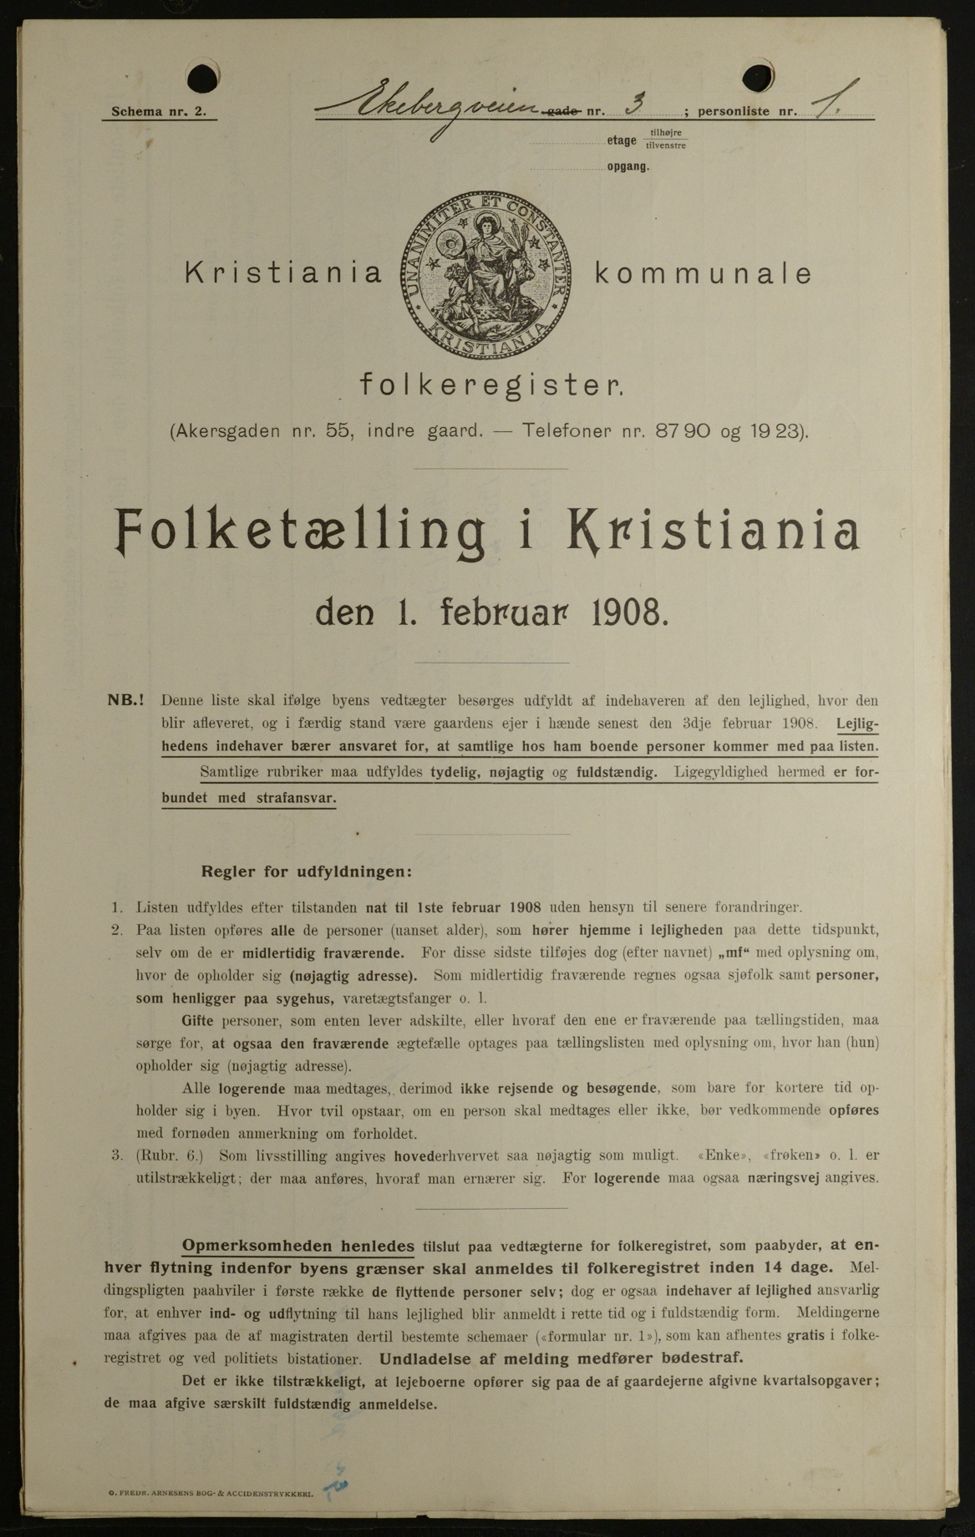 Schema nr. 2.
Ekebergveien gade nr. 3 ; personliste nr. 1.
etage tilhøjre
tilvenstre
opgang.
UNANIMITER ET CONSTANTER
KRISTIANIA
Kristiania kommunale
folkeregister.
(Akersgaden nr. 55, indre gaard. — Telefoner nr. 87 90 og 19 23).
Folketælling i Kristiania
den 1. februar 1908.
NB.! Denne liste skal ifølge byens vedtægter besørges udfyldt af indehaveren af den lejlighed, hvor den
blir afleveret, og i færdig stand være gaardens ejer i hænde senest den 3dje februar 1908. Lejlig-
hedens indehaver bærer ansvaret for, at samtlige hos ham boende personer kommer med paa listen.
Samtlige rubriker maa udfyldes tydelig, nøjagtig og fuldstændig. Ligegyldighed hermed er for-
bundet med strafansvar.
Regler for udfyldningen:
1. Listen udfyldes efter tilstanden nat til 1ste februar 1908 uden hensyn til senere forandringer.
2. Paa listen opføres alle de personer (uanset alder), som hører hjemme i lejligheden paa dette tidspunkt,
selv om de er midlertidig fraværende. For disse sidste tilføjes dog (efter navnet) „mf“ med oplysning om,
hvor de opholder sig (nøjagtig adresse). Som midlertidig fraværende regnes ogsaa sjøfolk samt personer,
som henligger paa sygehus, varetægtsfanger o. l.
Gifte personer, som enten lever adskilte, eller hvoraf den ene er fraværende paa tællingstiden, maa
sørge for, at ogsaa den fraværende ægtefælle optages paa tællingslisten med oplysning om, hvor han (hun)
opholder sig (nøjagtig adresse).
Alle logerende maa medtages, derimod ikke rejsende og besøgende, som bare for kortere tid op-
holder sig i byen. Hvor tvil opstaar, om en person skal medtages eller ikke, bør vedkommende opføres
med fornøden anmerkning om forholdet.
3. (Rubr. 6.) Som livsstilling angives hovederhvervet saa nøjagtig som muligt. «Enke», «frøken» o. l. er
utilstrækkeligt; der maa anføres, hvoraf man ernærer sig. For logerende maa ogsaa næringsvej angives.
Opmerksomheden henledes tilslut paa vedtægterne for folkeregistret, som paabyder, at en-
hver flytning indenfor byens grænser skal anmeldes til folkeregistret inden 14 dage. Mel-
dingspligten paahviler i første række de flyttende personer selv; dog er ogsaa indehaver af lejlighed ansvarlig
for, at enhver ind- og udflytning til hans lejlighed blir anmeldt i rette tid og i fuldstændig form. Meldingerne
maa afgives paa de af magistraten dertil bestemte schemaer («formular nr. 1»), som kan afhentes gratis i folke-
registret og ved politiets bistationer. Undladelse af melding medfører bødestraf.
Det er ikke tilstrækkeligt, at lejeboerne opfører sig paa de af gaardejerne afgivne kvartalsopgaver;
de maa afgive særskilt fuldstændig anmeldelse.
O. FREDR. ARNESENS BOG- & ACCIDENSTRYKKERI.